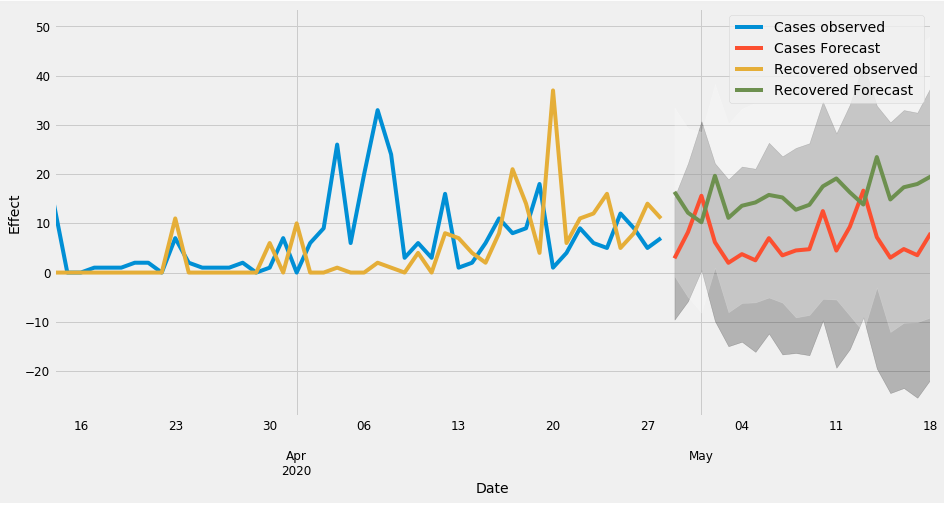 50
40
30
20
10
0
−10
−20
Effect
Cases observed
Cases Forecast
Recovered observed
Recovered Forecast
16 23 30 06 13 20 27 04 11 18
Apr May
2020
Date